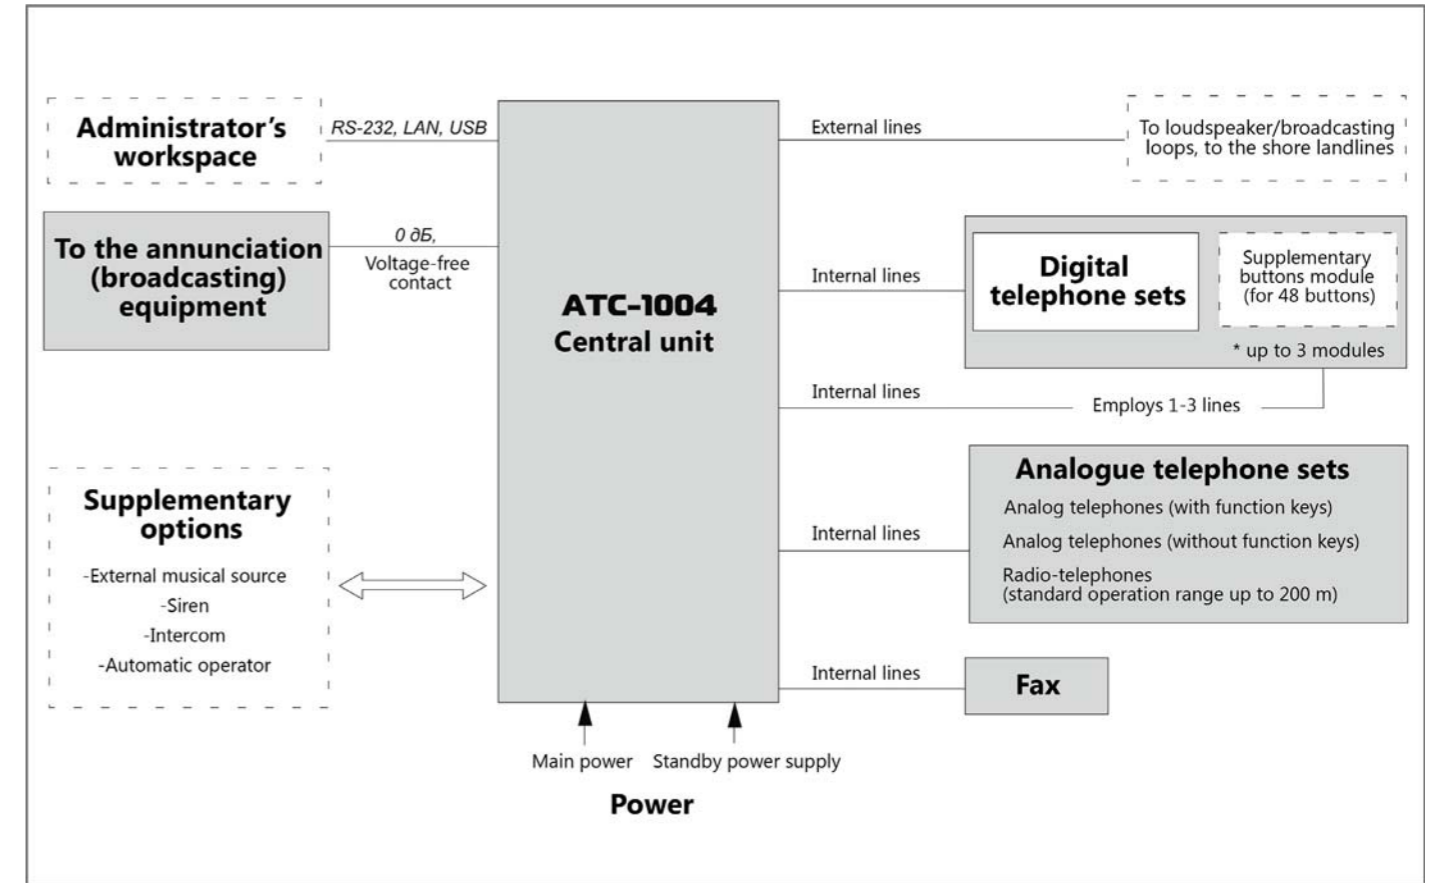 Administrator's
workspace
RS-232, LAN, USB
To the annunciation
(broadcasting)
equipment
0 дБ,
Voltage-free
contact
Supplementary
options
-External musical source
-Siren
-Intercom
-Automatic operator
ATC-1004
Central unit
Main power
Standby power supply
Power
External lines
To loudspeaker/broadcasting
loops, to the shore landlines
Internal lines
Digital
telephone sets
Supplementary
buttons module
(for 48 buttons)
* up to 3 modules
Internal lines
Employs 1-3 lines
Internal lines
Analogue telephone sets
Analog telephones (with function keys)
Analog telephones (without function keys)
Radio-telephones
(standard operation range up to 200 m)
Internal lines
Fax